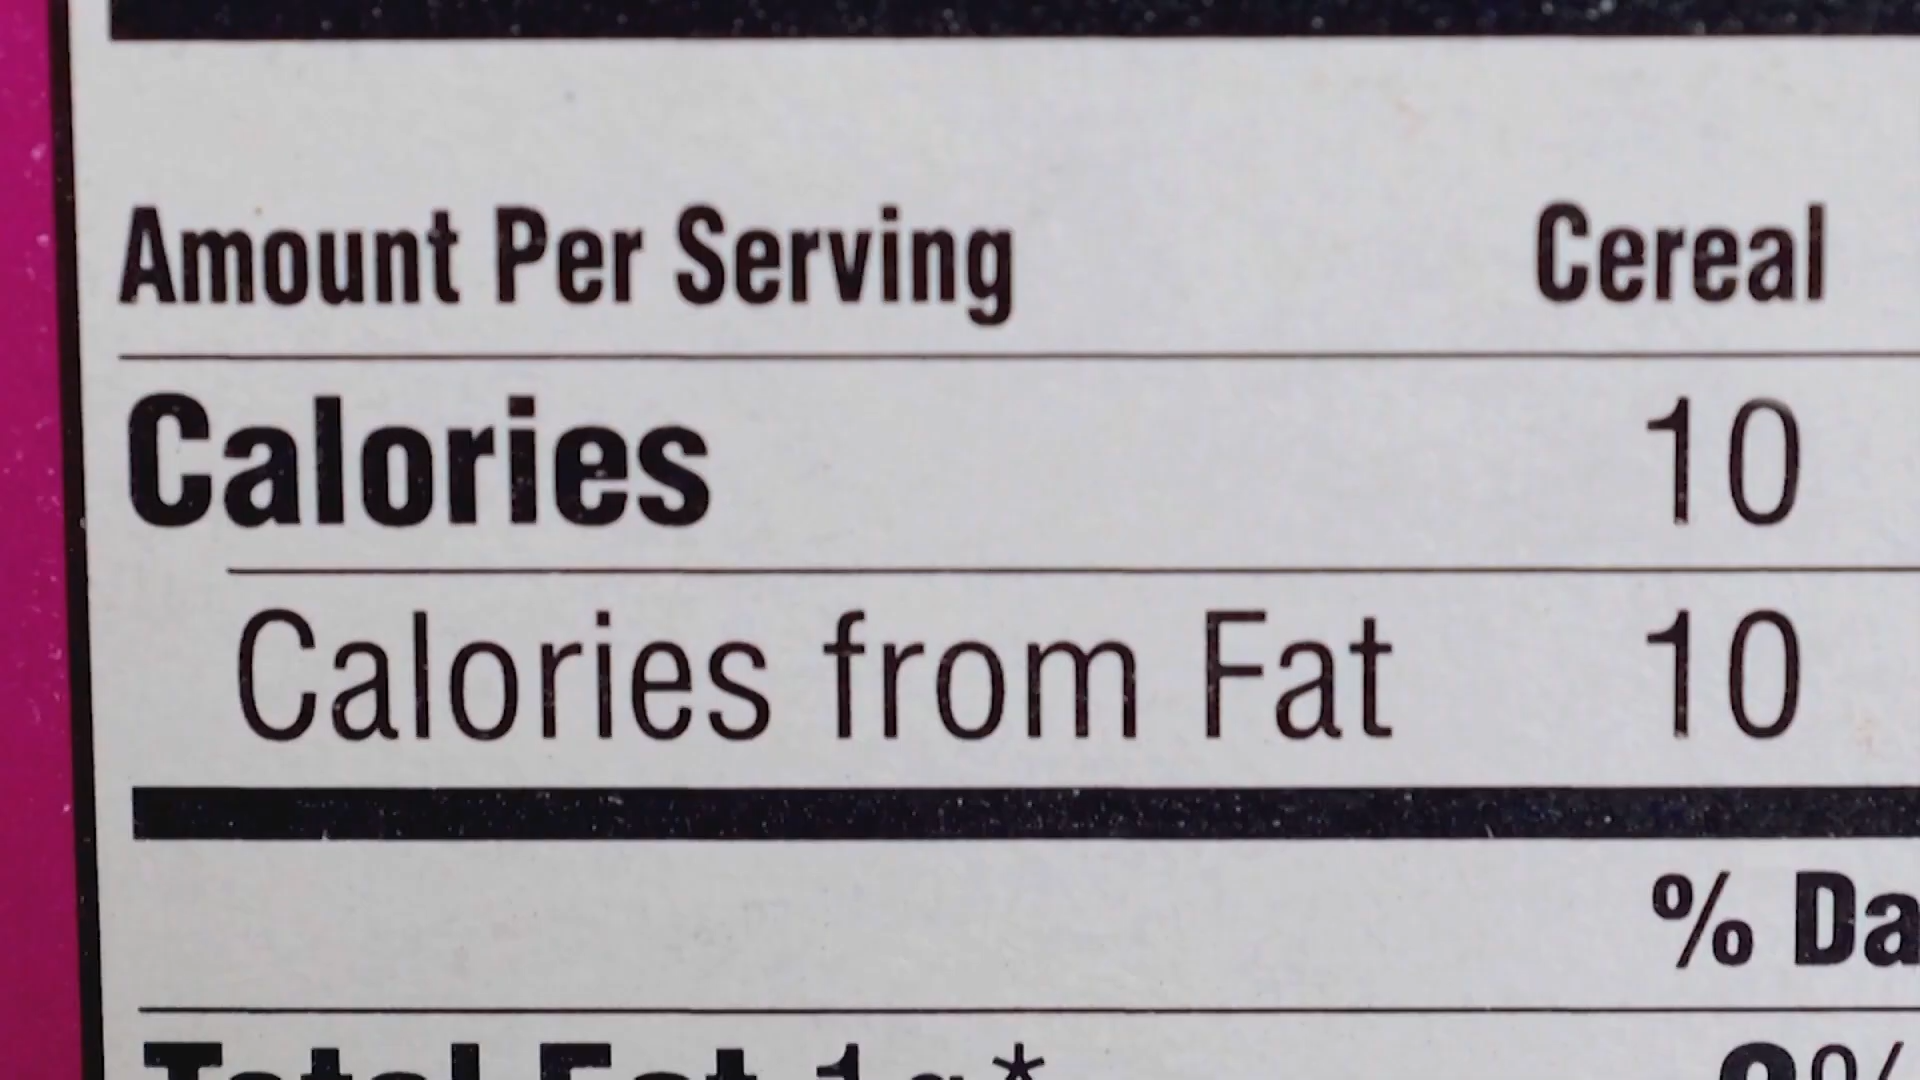 Amount Per Serving Cereal
Calories 10
Calories from Fat 10
% Da
Total Fat 1g*